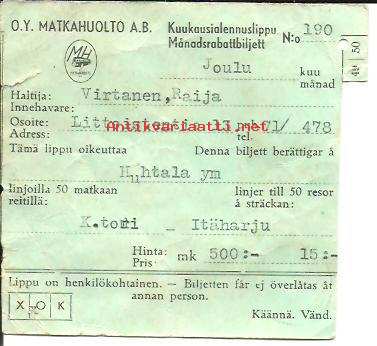 O.Y. MATKAHUOLTO A.B.
Kuukausialennuslippu
Månadsrabattbiljett
N:o 190
MH
Joulu kuu
månad
49 50
Haltija: Virtanen, Raija
Innehavare:
Osoite:
Adress:
tel. 71/ 478
Antikvariaatti.net
Tämä lippu oikeuttaa Denna biljett berättigar å
Huhtala ym
linjoilla 50 matkaan linjer till 50 resor
reitillä: å sträckan:
K.tori - Itäharju
Hinta:
Pris: mk 500:- 15:-
Lippu on henkilökohtainen. — Biljetten får ej överlåtas åt
annan person.
X O K
Käännä. Vänd.